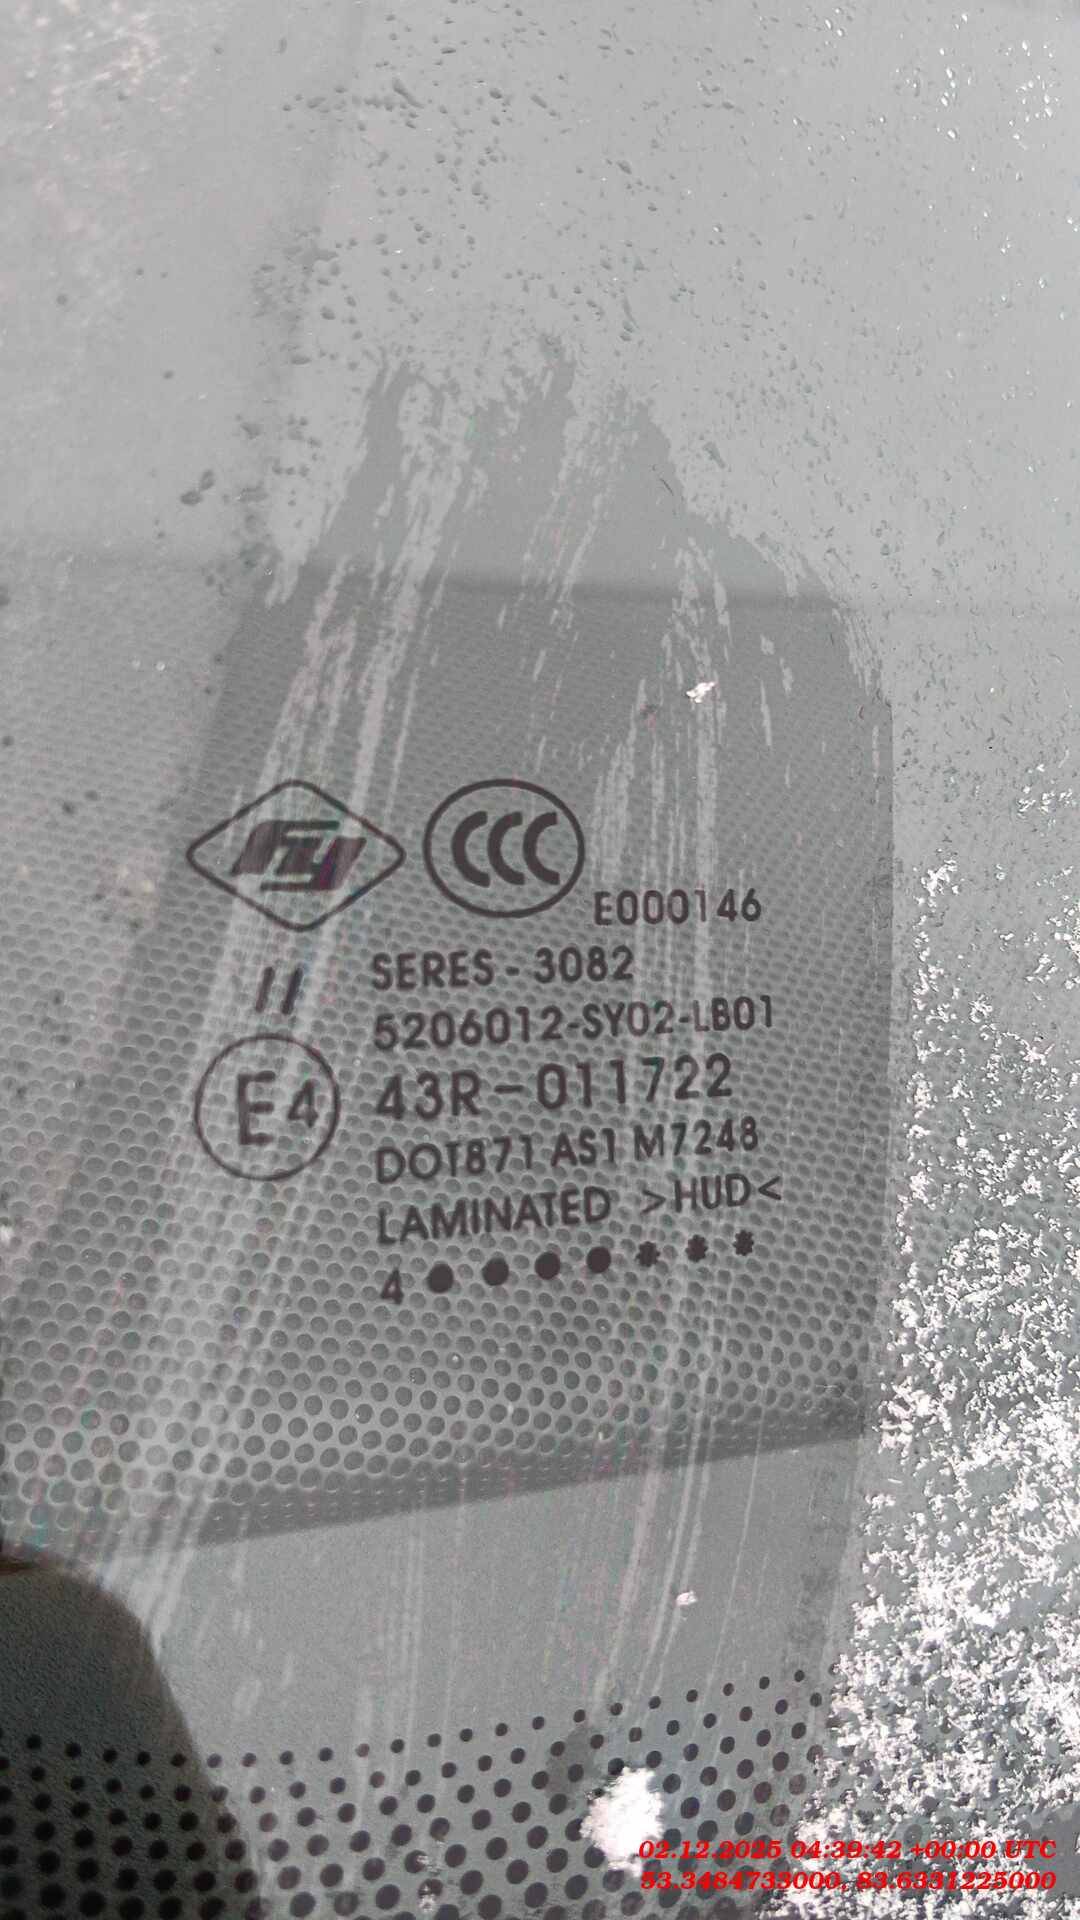 FY
CCC
E000146
SERES - 3082
//
5206012-SY02-LB01
E4
43R-011722
DOT871 AS1 M7248
LAMINATED >HUD<
4 ● ● ● ● * * *
02.12.2025 04:39:42 +00:00 UTC
53.3484733000, 83.6331225000